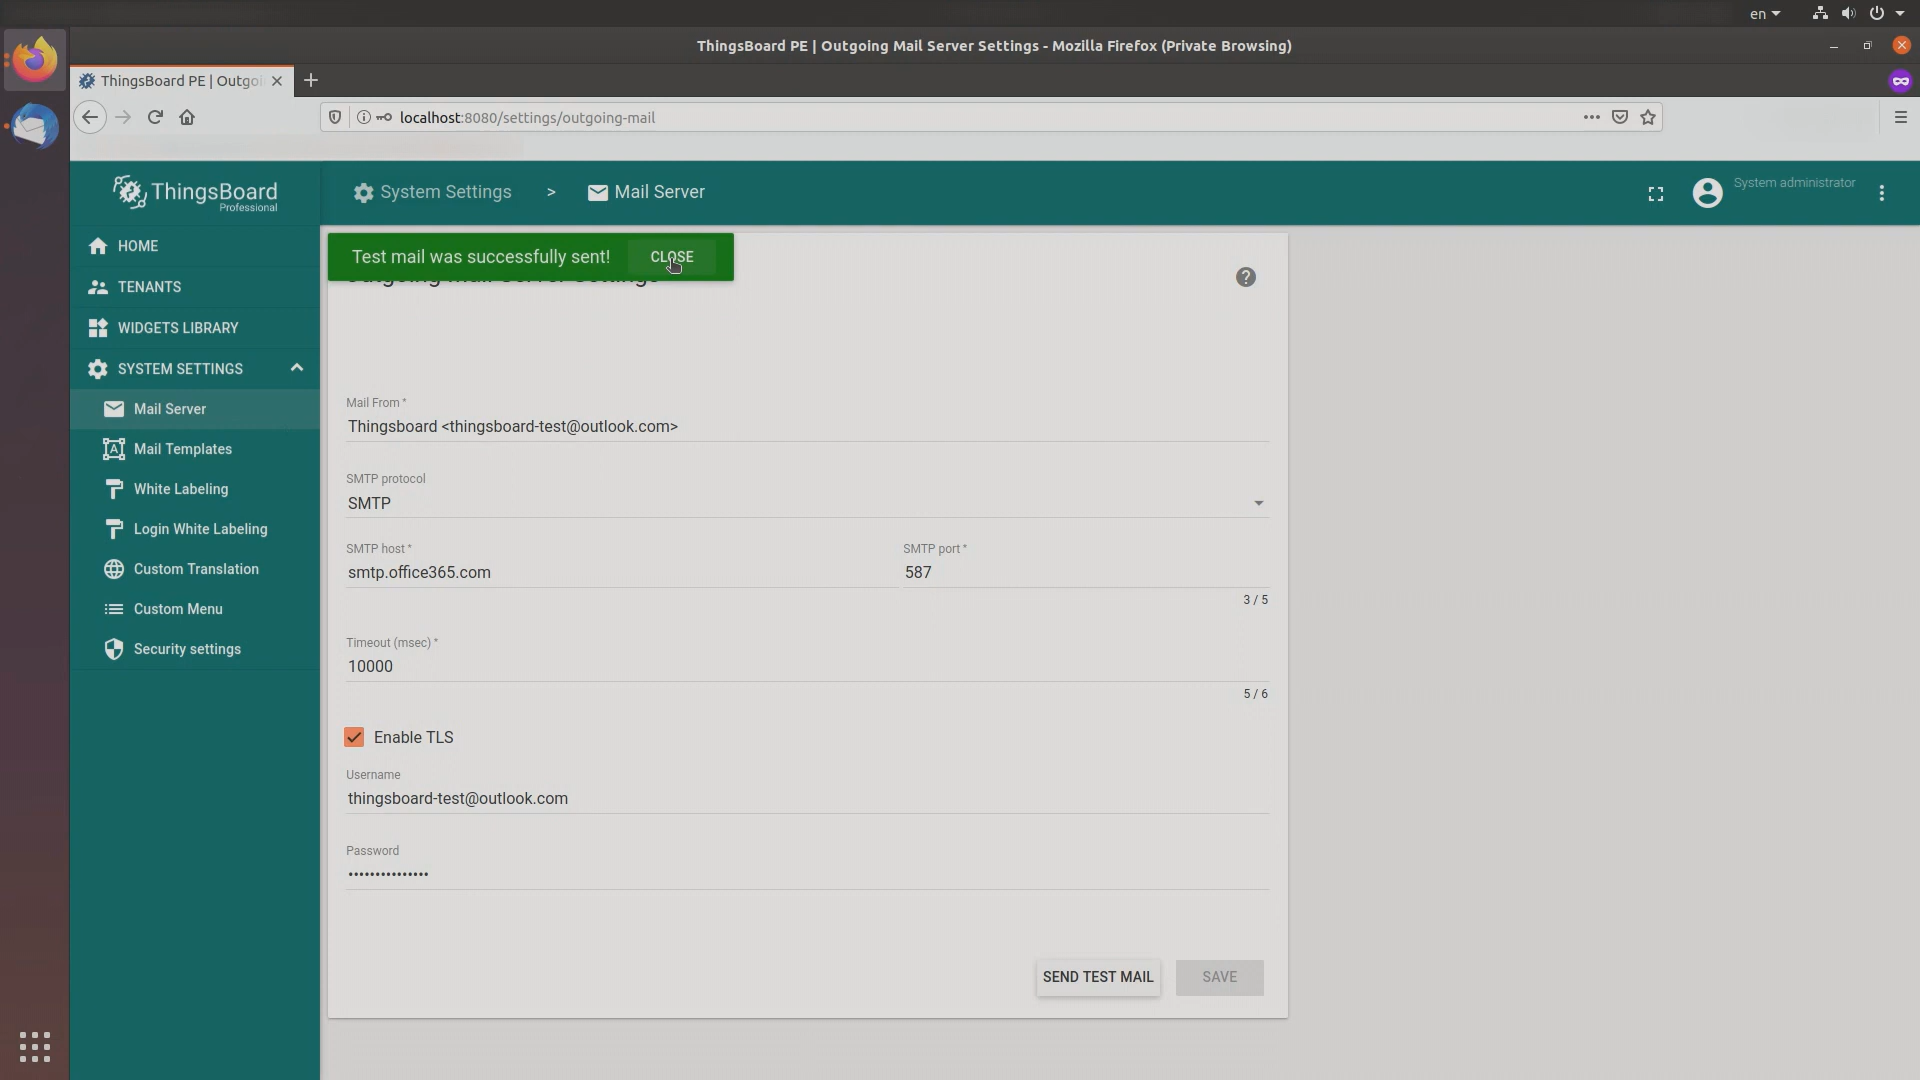 en
ThingsBoard PE | Outgoing Mail Server Settings - Mozilla Firefox (Private Browsing)
ThingsBoard PE | Outgoi
localhost:8080/settings/outgoing-mail
ThingsBoard
Professional
System Settings > Mail Server
System administrator
HOME
TENANTS
WIDGETS LIBRARY
SYSTEM SETTINGS
Mail Server
Mail Templates
White Labeling
Login White Labeling
Custom Translation
Custom Menu
Security settings
Test mail was successfully sent! CLOSE
Outgoing Mail Server Settings
Mail From *
Thingsboard <thingsboard-test@outlook.com>
SMTP protocol
SMTP
SMTP host * SMTP port *
smtp.office365.com 587
3 / 5
Timeout (msec) *
10000
5 / 6
Enable TLS
Username
thingsboard-test@outlook.com
Password
•••••••••••••••
SEND TEST MAIL SAVE